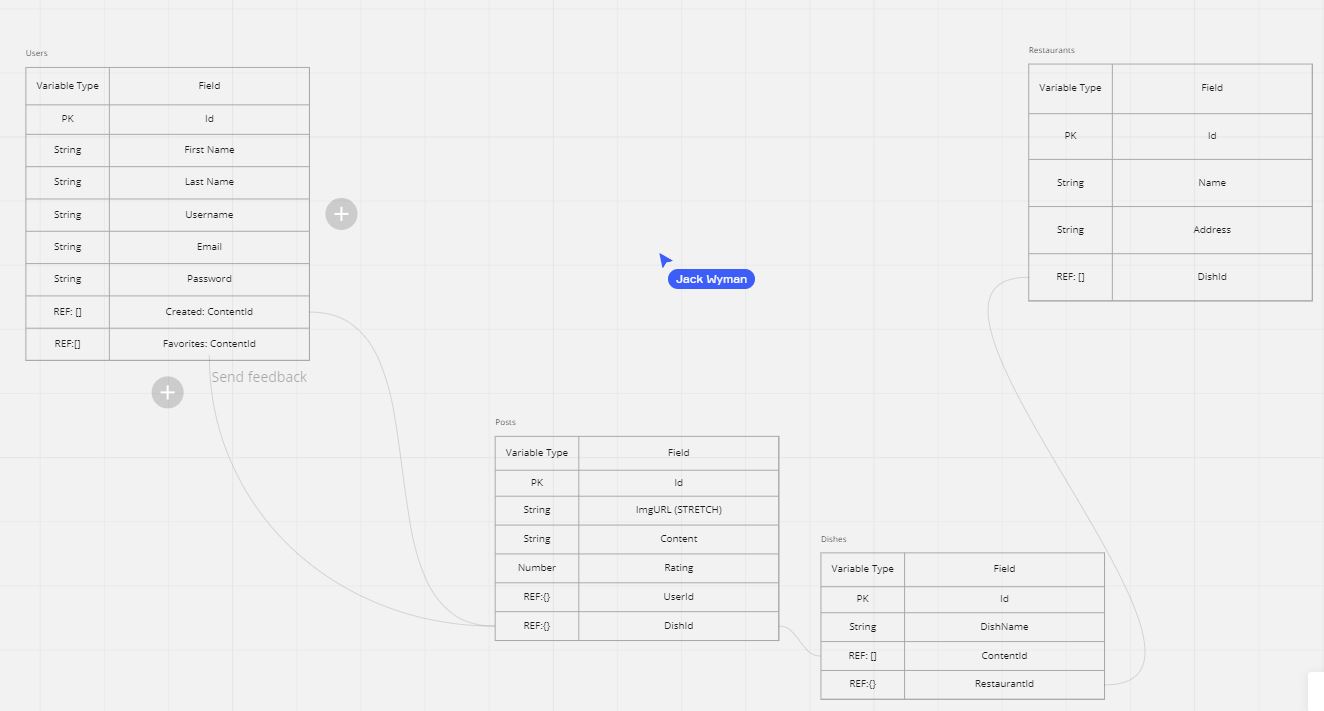 Users
Variable Type Field
PK Id
String First Name
String Last Name
String Username
String Email
String Password
REF: [] Created: ContentId
REF:[] Favorites: ContentId
Send feedback
Jack Wyman
Restaurants
Variable Type Field
PK Id
String Name
String Address
REF: [] DishId
Posts
Variable Type Field
PK Id
String ImgURL (STRETCH)
String Content
Number Rating
REF:{} UserId
REF:{} DishId
Dishes
Variable Type Field
PK Id
String DishName
REF: [] ContentId
REF:{} RestaurantId